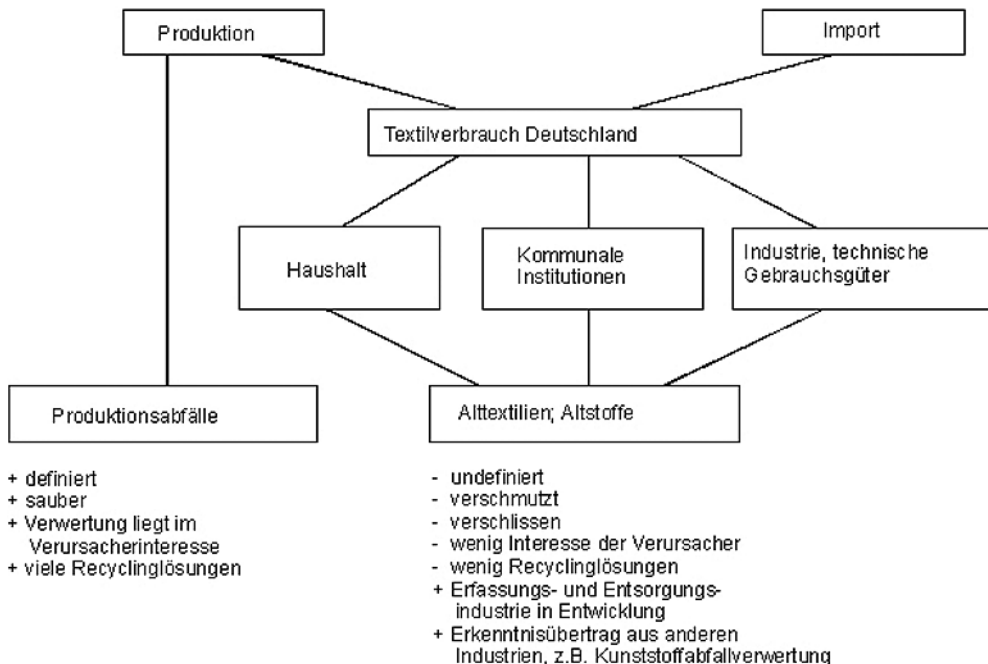 Produktion
Import
Textilverbrauch Deutschland
Haushalt
Kommunale
Institutionen
Industrie, technische
Gebrauchsgüter
Produktionsabfälle
Alttextilien; Altstoffe
+ definiert
+ sauber
+ Verwertung liegt im
Verursacherinteresse
+ viele Recyclinglösungen
- undefiniert
- verschmutzt
- verschlissen
- wenig Interesse der Verursacher
- wenig Recyclinglösungen
+ Erfassungs- und Entsorgungs-
industrie in Entwicklung
+ Erkenntnisübertrag aus anderen
Industrien, z.B. Kunststoffabfallverwertung